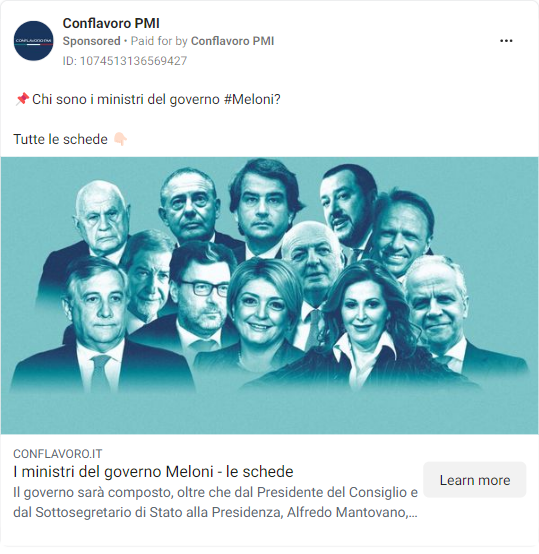 CONFLAVORO PMI
Conflavoro PMI
Sponsored • Paid for by Conflavoro PMI
ID: 1074513136569427
📌Chi sono i ministri del governo #Meloni?
Tutte le schede 👇🏻
CONFLAVORO.IT
I ministri del governo Meloni - le schede
Il governo sarà composto, oltre che dal Presidente del Consiglio e
dal Sottosegretario di Stato alla Presidenza, Alfredo Mantovano,...
Learn more